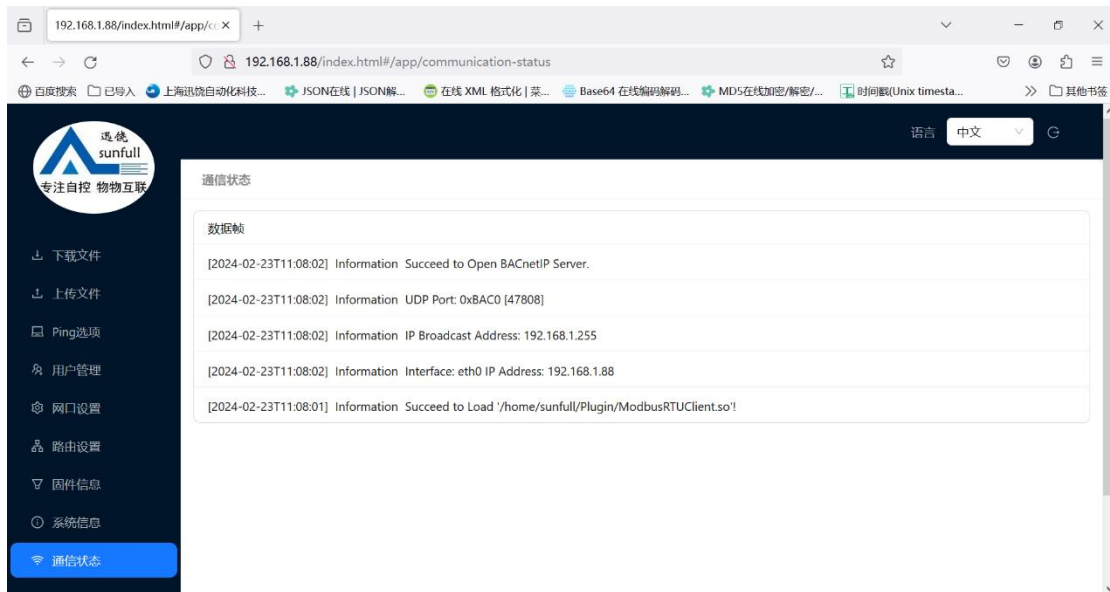 192.168.1.88/index.html#/app/co
192.168.1.88/index.html#/app/communication-status
百度搜索 已导入 上海迅饶自动化科技... JSON在线 | JSON解... 在线 XML 格式化 | 菜... Base64 在线编码解码... MD5在线加密/解密/... 时间戳(Unix timesta... 其他书签
迅饶
sunfull
专注自控 物物互联
语言 中文
通信状态
数据帧
下载文件
[2024-02-23T11:08:02] Information Succeed to Open BACnetIP Server.
上传文件
[2024-02-23T11:08:02] Information UDP Port: 0xBAC0 [47808]
Ping选项
[2024-02-23T11:08:02] Information IP Broadcast Address: 192.168.1.255
用户管理
[2024-02-23T11:08:02] Information Interface: eth0 IP Address: 192.168.1.88
网口设置
[2024-02-23T11:08:01] Information Succeed to Load '/home/sunfull/Plugin/ModbusRTUClient.so'!
路由设置
固件信息
系统信息
通信状态